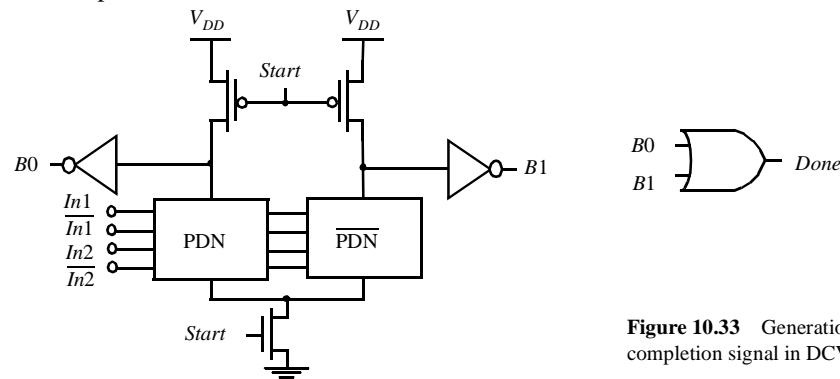 V_DD V_DD
Start
B0 B1
In1
In1
In2
In2
PDN PDN
Start
B0
B1
Done
Figure 10.33 Generation
completion signal in DCV